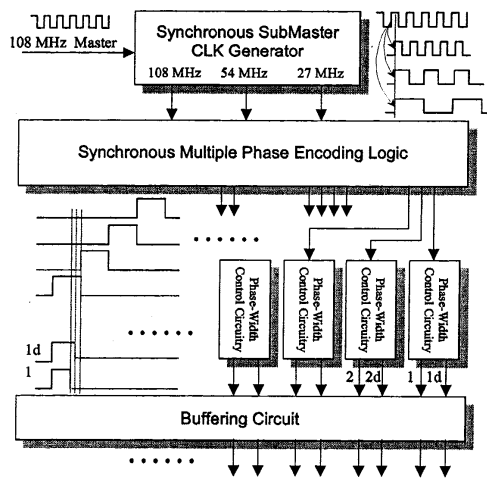 Synchronous SubMaster
CLK Generator
108 MHz Master
108 MHz 54 MHz 27 MHz
Synchronous Multiple Phase Encoding Logic
Phase-Width
Control Circuitry
Phase-Width
Control Circuitry
Phase-Width
Control Circuitry
Phase-Width
Control Circuitry
1d
1
2 2d 1 1d
Buffering Circuit